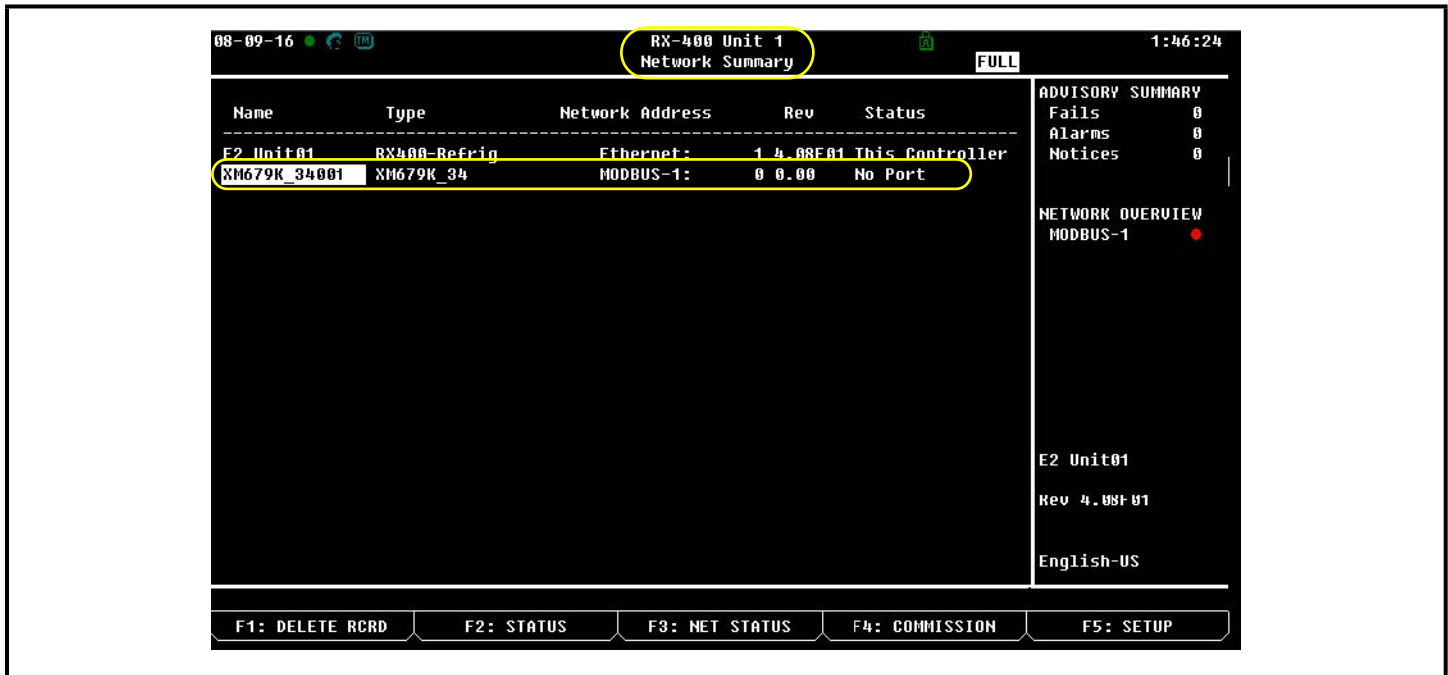 08-09-16 TM RX-400 Unit 1 R 1:46:24
Network Summary FULL
Name Type Network Address Rev Status
E2 Unit01 RX400-Refrig Ethernet: 1 4.08F01 This Controller
XM679K_34001 XM679K_34 MODBUS-1: 0 0.00 No Port
ADVISORY SUMMARY
Fails 0
Alarms 0
Notices 0
NETWORK OVERVIEW
MODBUS-1
E2 Unit01
Rev 4.08F01
English-US
F1: DELETE RCRD F2: STATUS F3: NET STATUS F4: COMMISSION F5: SETUP